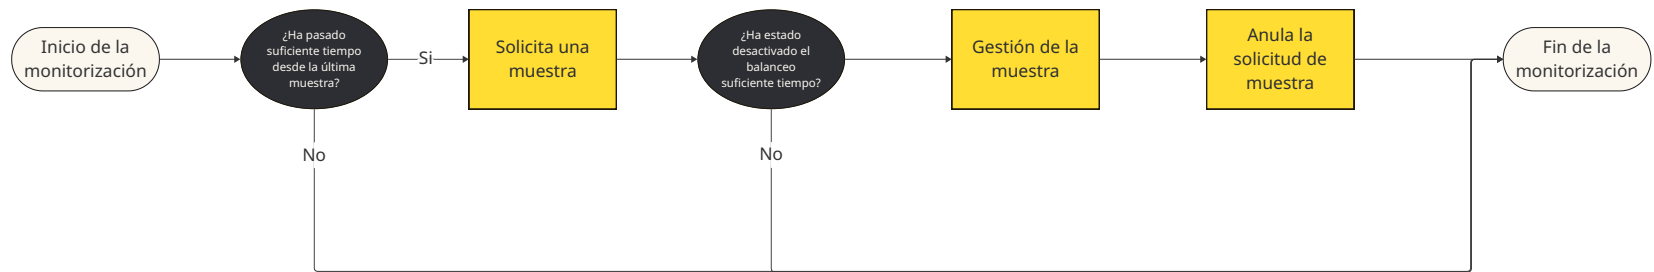 Inicio de la
monitorización
¿Ha pasado
suficiente tiempo
desde la última
muestra?
Si
Solicita una
muestra
¿Ha estado
desactivado el
balanceo
suficiente tiempo?
Gestión de la
muestra
Anula la
solicitud de
muestra
Fin de la
monitorización
No
No